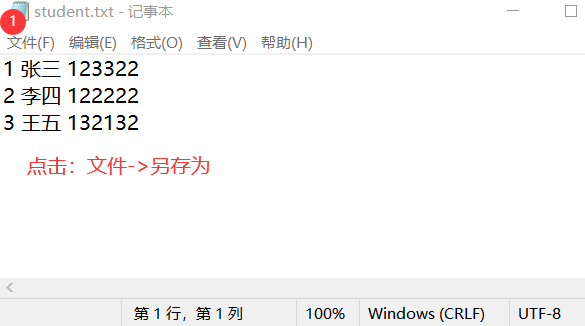 1
student.txt - 记事本
文件(F) 编辑(E) 格式(O) 查看(V) 帮助(H)
1 张三 123322
2 李四 122222
3 王五 132132
点击：文件->另存为
第 1 行，第 1 列 100% Windows (CRLF) UTF-8